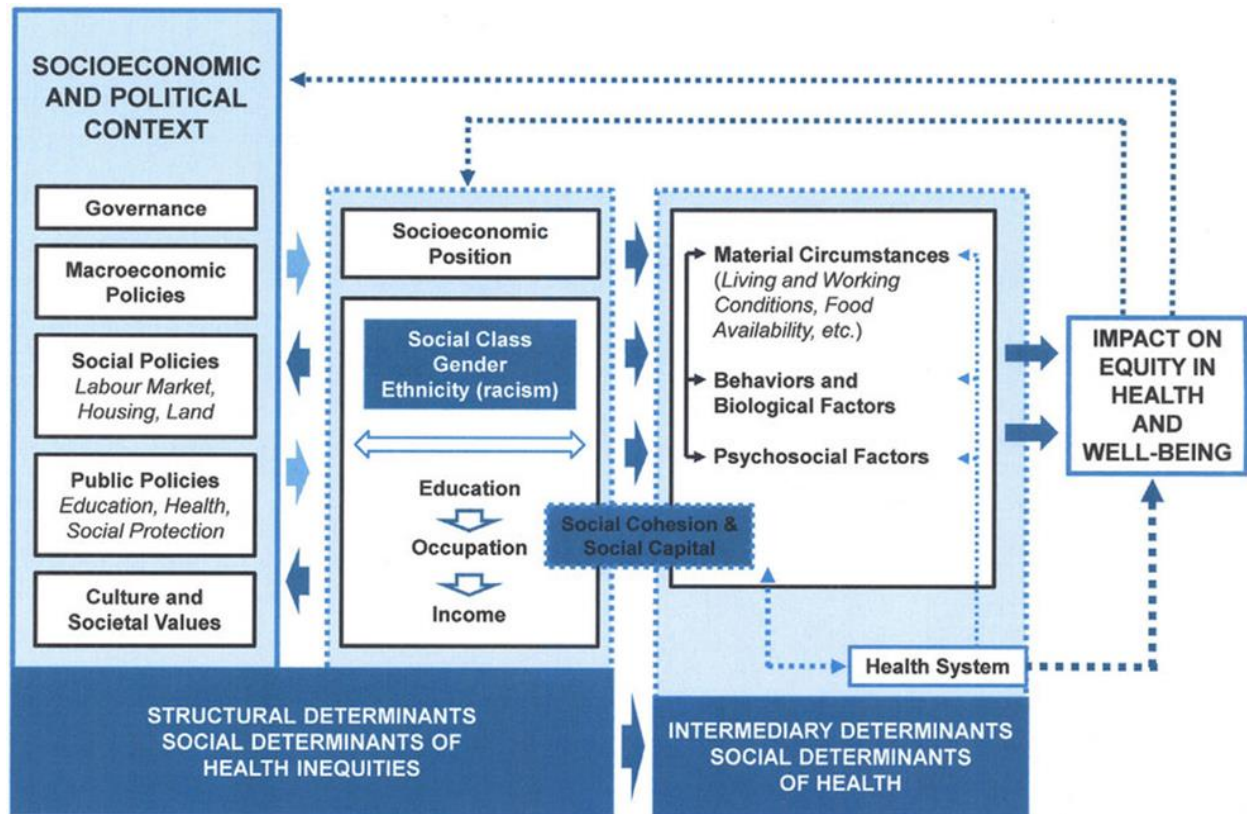 SOCIOECONOMIC
AND POLITICAL
CONTEXT
Governance
Macroeconomic
Policies
Social Policies
Labour Market,
Housing, Land
Public Policies
Education, Health,
Social Protection
Culture and
Societal Values
Socioeconomic
Position
Social Class
Gender
Ethnicity (racism)
Education
Occupation
Income
Social Cohesion &
Social Capital
Material Circumstances
(Living and Working
Conditions, Food
Availability, etc.)
Behaviors and
Biological Factors
Psychosocial Factors
Health System
IMPACT ON
EQUITY IN
HEALTH
AND
WELL-BEING
STRUCTURAL DETERMINANTS
SOCIAL DETERMINANTS OF
HEALTH INEQUITIES
INTERMEDIARY DETERMINANTS
SOCIAL DETERMINANTS
OF HEALTH